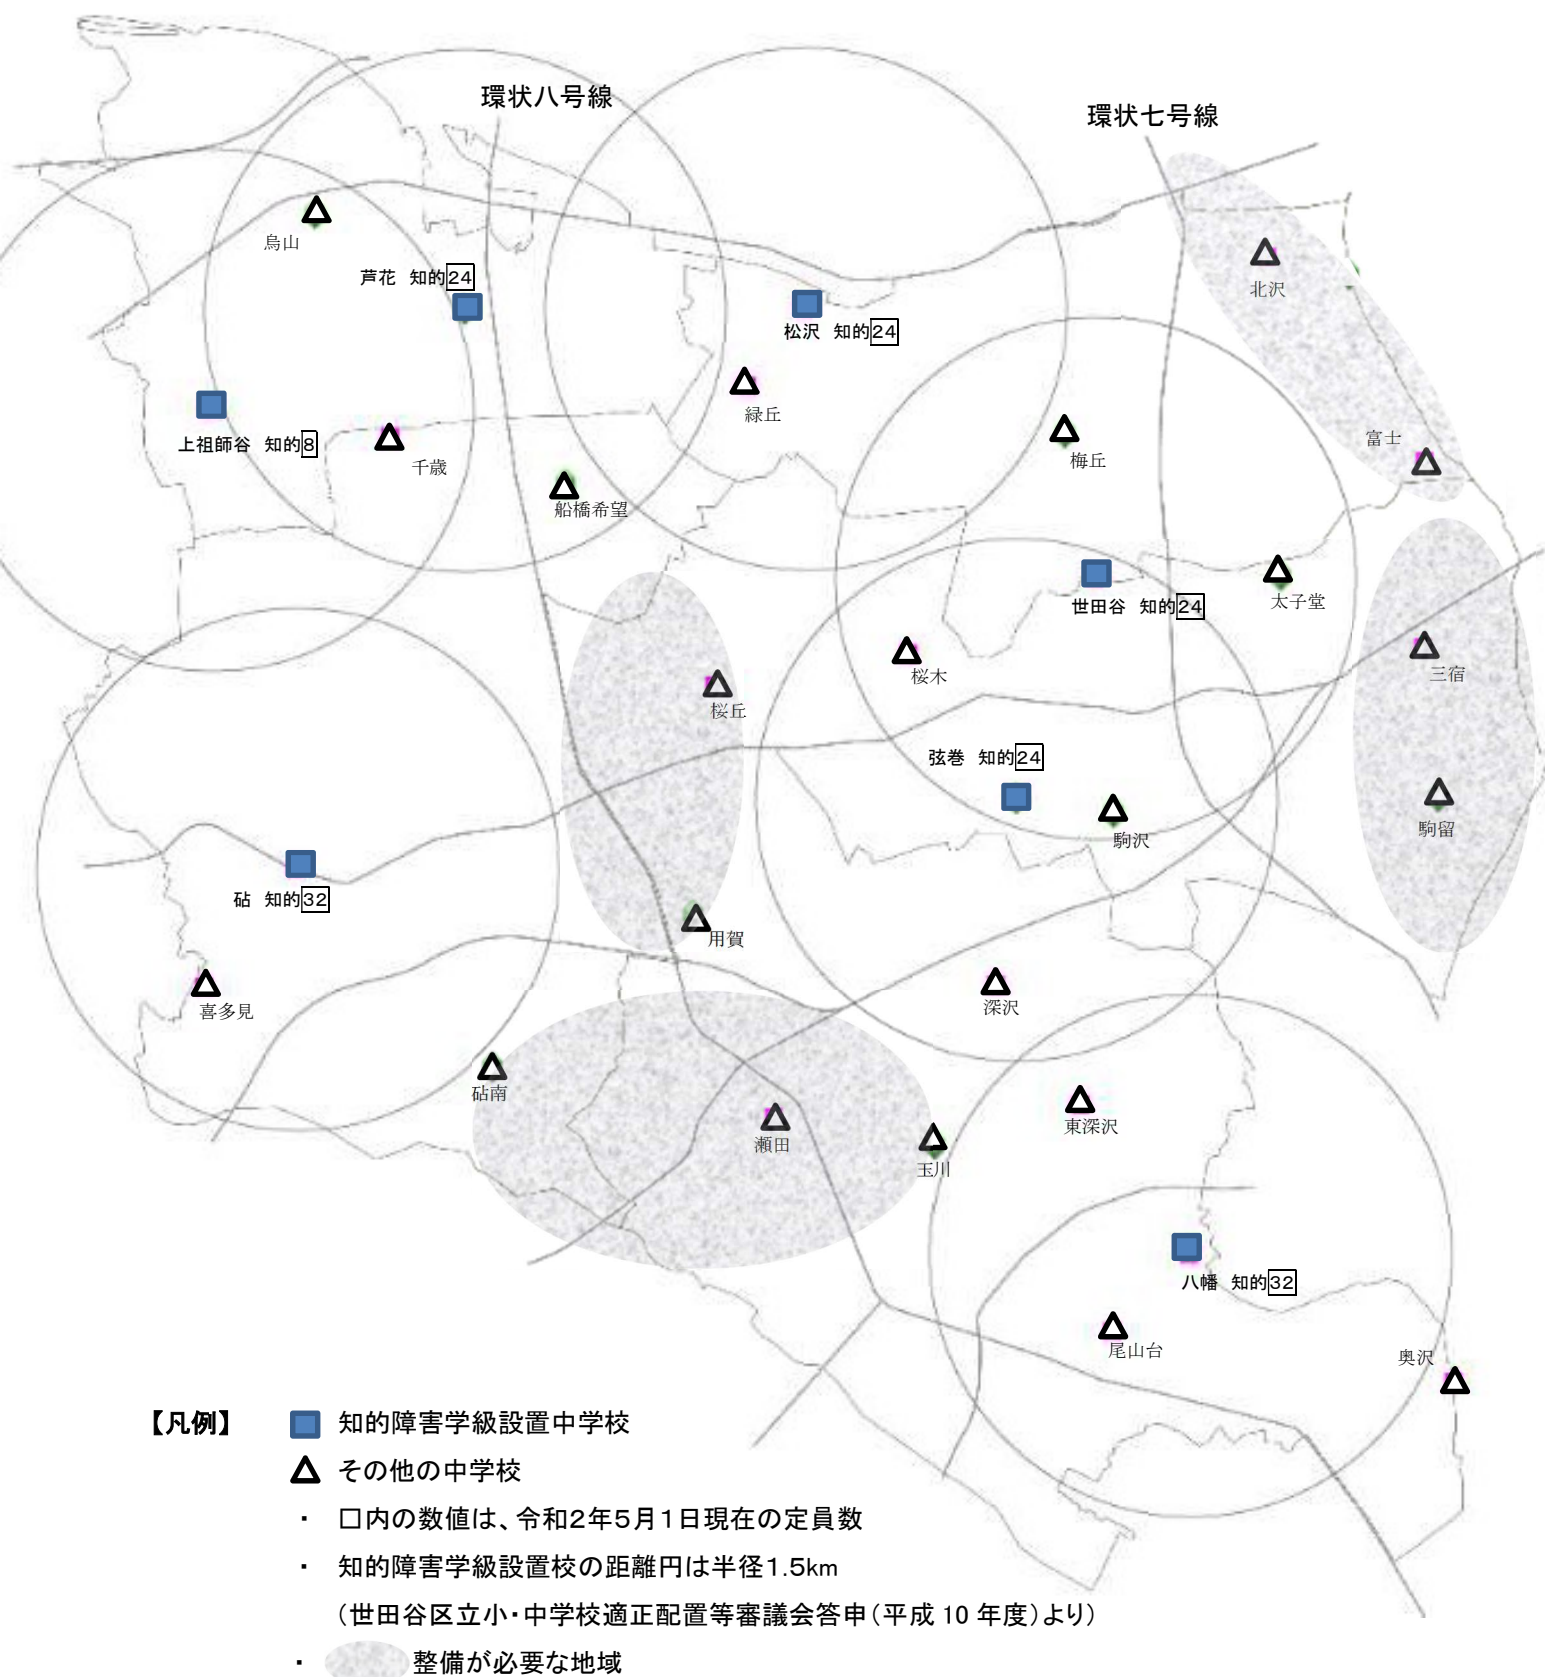 環状八号線
環状七号線
烏山
芦花 知的24
北沢
松沢 知的24
緑丘
上祖師谷 知的8
千歳
富士
梅丘
船橋希望
世田谷 知的24
太子堂
桜木
三宿
桜丘
弦巻 知的24
駒沢
駒留
砧 知的32
用賀
喜多見
深沢
砧南
東深沢
瀬田
玉川
八幡 知的32
尾山台
奥沢
【凡例】 知的障害学級設置中学校
その他の中学校
・ □内の数値は、令和2年5月1日現在の定員数
・ 知的障害学級設置校の距離円は半径1.5km
（世田谷区立小・中学校適正配置等審議会答申（平成 10 年度）より）
・ 整備が必要な地域